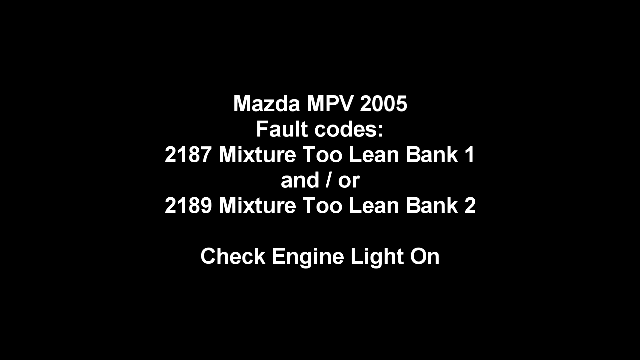 Mazda MPV 2005
Fault codes:
2187 Mixture Too Lean Bank 1
and / or
2189 Mixture Too Lean Bank 2
Check Engine Light On